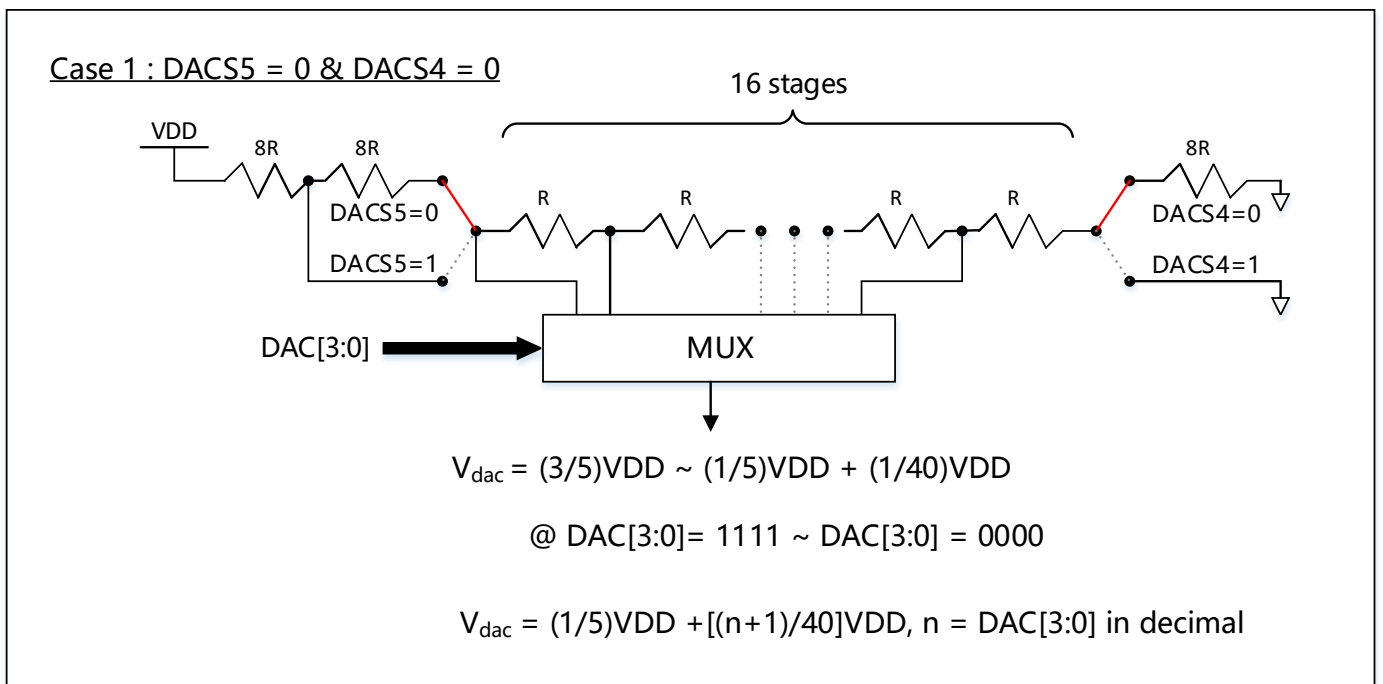 Case 1 : DACS5 = 0 & DACS4 = 0
16 stages
VDD
8R
8R
8R
DACS5=0
R
R
R
R
DACS4=0
DACS5=1
DACS4=1
DAC[3:0]
MUX
Vdac = (3/5)VDD ~ (1/5)VDD + (1/40)VDD
@ DAC[3:0]= 1111 ~ DAC[3:0] = 0000
Vdac = (1/5)VDD +[(n+1)/40]VDD, n = DAC[3:0] in decimal